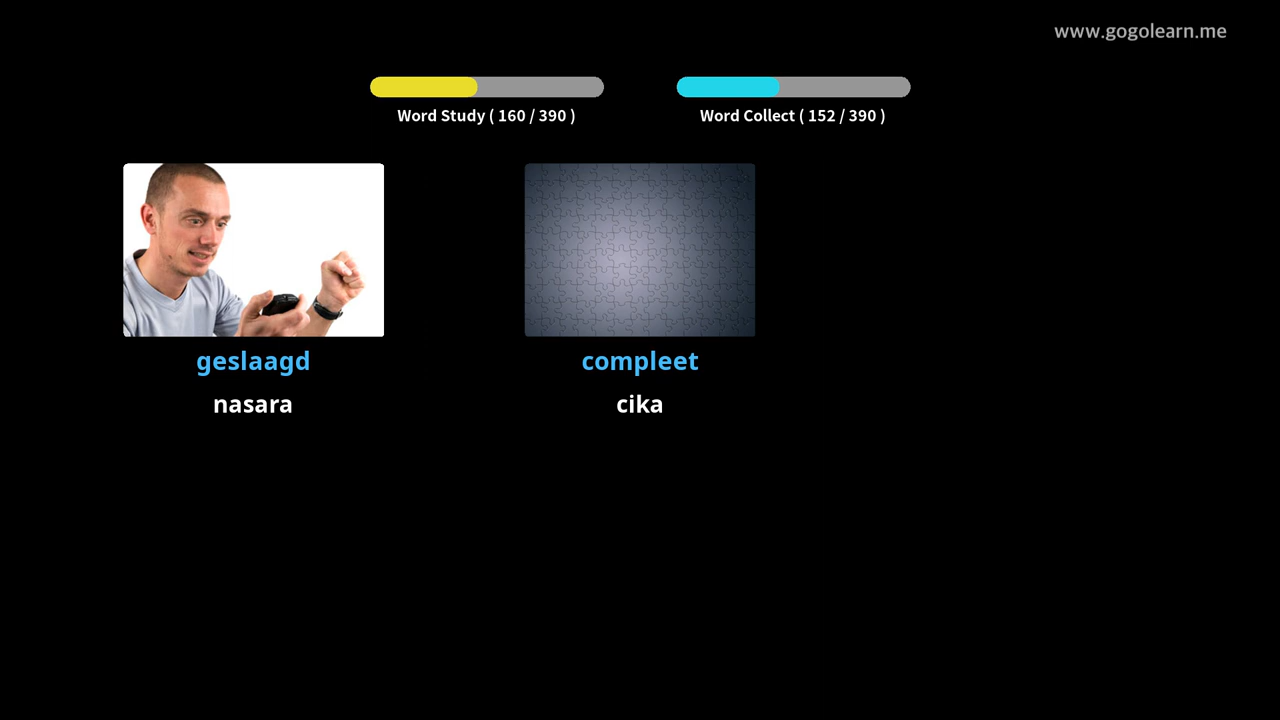 www.gogolearn.me
Word Study ( 160 / 390 )
Word Collect ( 152 / 390 )
geslaagd
compleet
nasara
cika